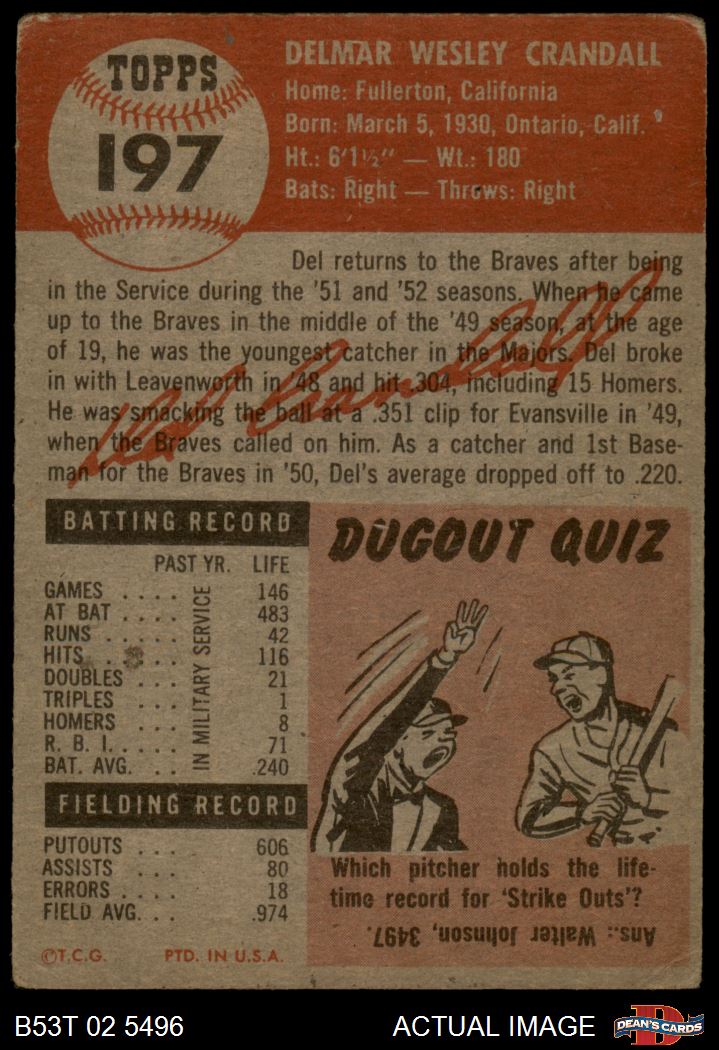 TOPPS
197
DELMAR WESLEY CRANDALL
Home: Fullerton, California
Born: March 5, 1930, Ontario, Calif.
Ht.: 6'1½" — Wt.: 180
Bats: Right — Throws: Right
Del returns to the Braves after being
in the Service during the '51 and '52 seasons. When he came
up to the Braves in the middle of the '49 season, at the age
of 19, he was the youngest catcher in the Majors. Del broke
in with Leavenworth in '48 and hit .304, including 15 Homers.
He was smacking the ball at a .351 clip for Evansville in '49,
when the Braves called on him. As a catcher and 1st Base-
man for the Braves in '50, Del's average dropped off to .220.
Del Crandall
BATTING RECORD
PAST YR. LIFE
GAMES . . . . 146
AT BAT . . . . 483
RUNS . . . . . 42
HITS . . . . 116
DOUBLES . . . 21
TRIPLES . . . 1
HOMERS . . . 8
R. B. I. . . . . 71
BAT. AVG. . . . .240
IN MILITARY SERVICE
FIELDING RECORD
PUTOUTS . . . 606
ASSISTS . . . 80
ERRORS . . . . 18
FIELD AVG. . . .974
©T.C.G. PTD. IN U.S.A.
DUGOUT QUIZ
Which pitcher holds the life-
time record for 'Strike Outs'?
Ans.: Walter Johnson, 3497.
B53T 02 5496
ACTUAL IMAGE
D
DEAN'S CARDS